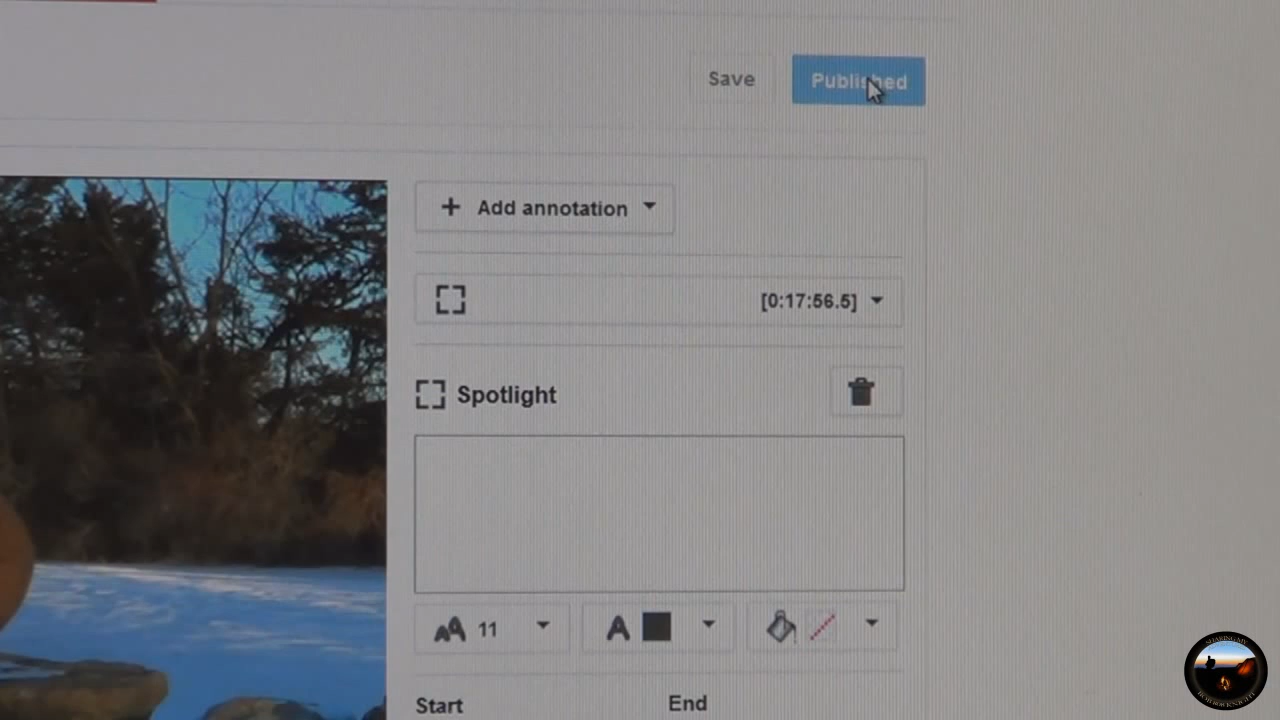 Save
Published
Add annotation
[0:17:56.5]
Spotlight
11
Start
End